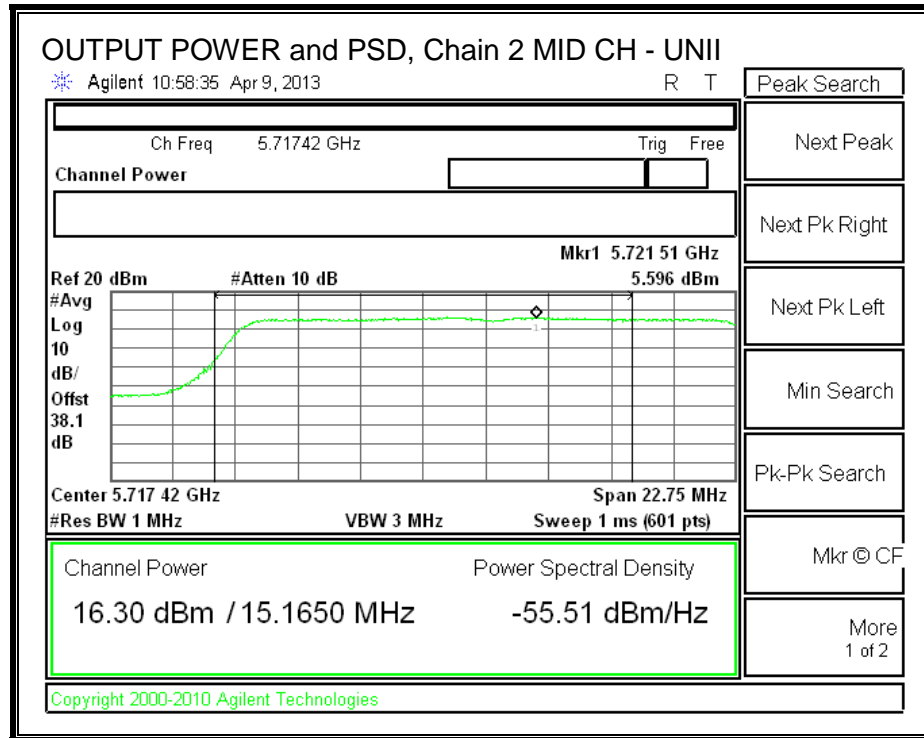 OUTPUT POWER and PSD, Chain 2 MID CH - UNII
Agilent 10:58:35 Apr 9, 2013 R T
Peak Search
Ch Freq 5.71742 GHz Trig Free
Channel Power
Mkr1 5.721 51 GHz
Ref 20 dBm #Atten 10 dB 5.596 dBm
#Avg
Log
10
dB/
Offst
38.1
dB
1
Center 5.717 42 GHz Span 22.75 MHz
#Res BW 1 MHz VBW 3 MHz Sweep 1 ms (601 pts)
Channel Power Power Spectral Density
16.30 dBm / 15.1650 MHz -55.51 dBm/Hz
Next Peak
Next Pk Right
Next Pk Left
Min Search
Pk-Pk Search
Mkr © CF
More
1 of 2
Copyright 2000-2010 Agilent Technologies